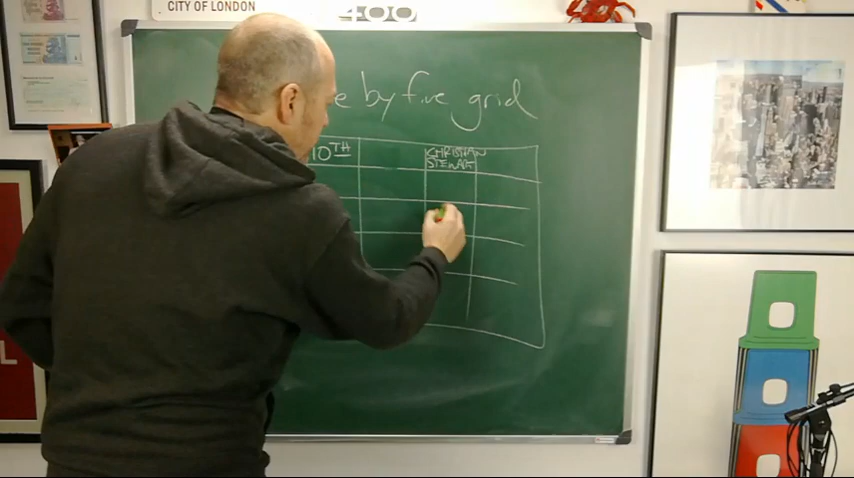 CITY OF LONDON
400
e by five grid
10TH
CHRISTIAN
STEWART
L